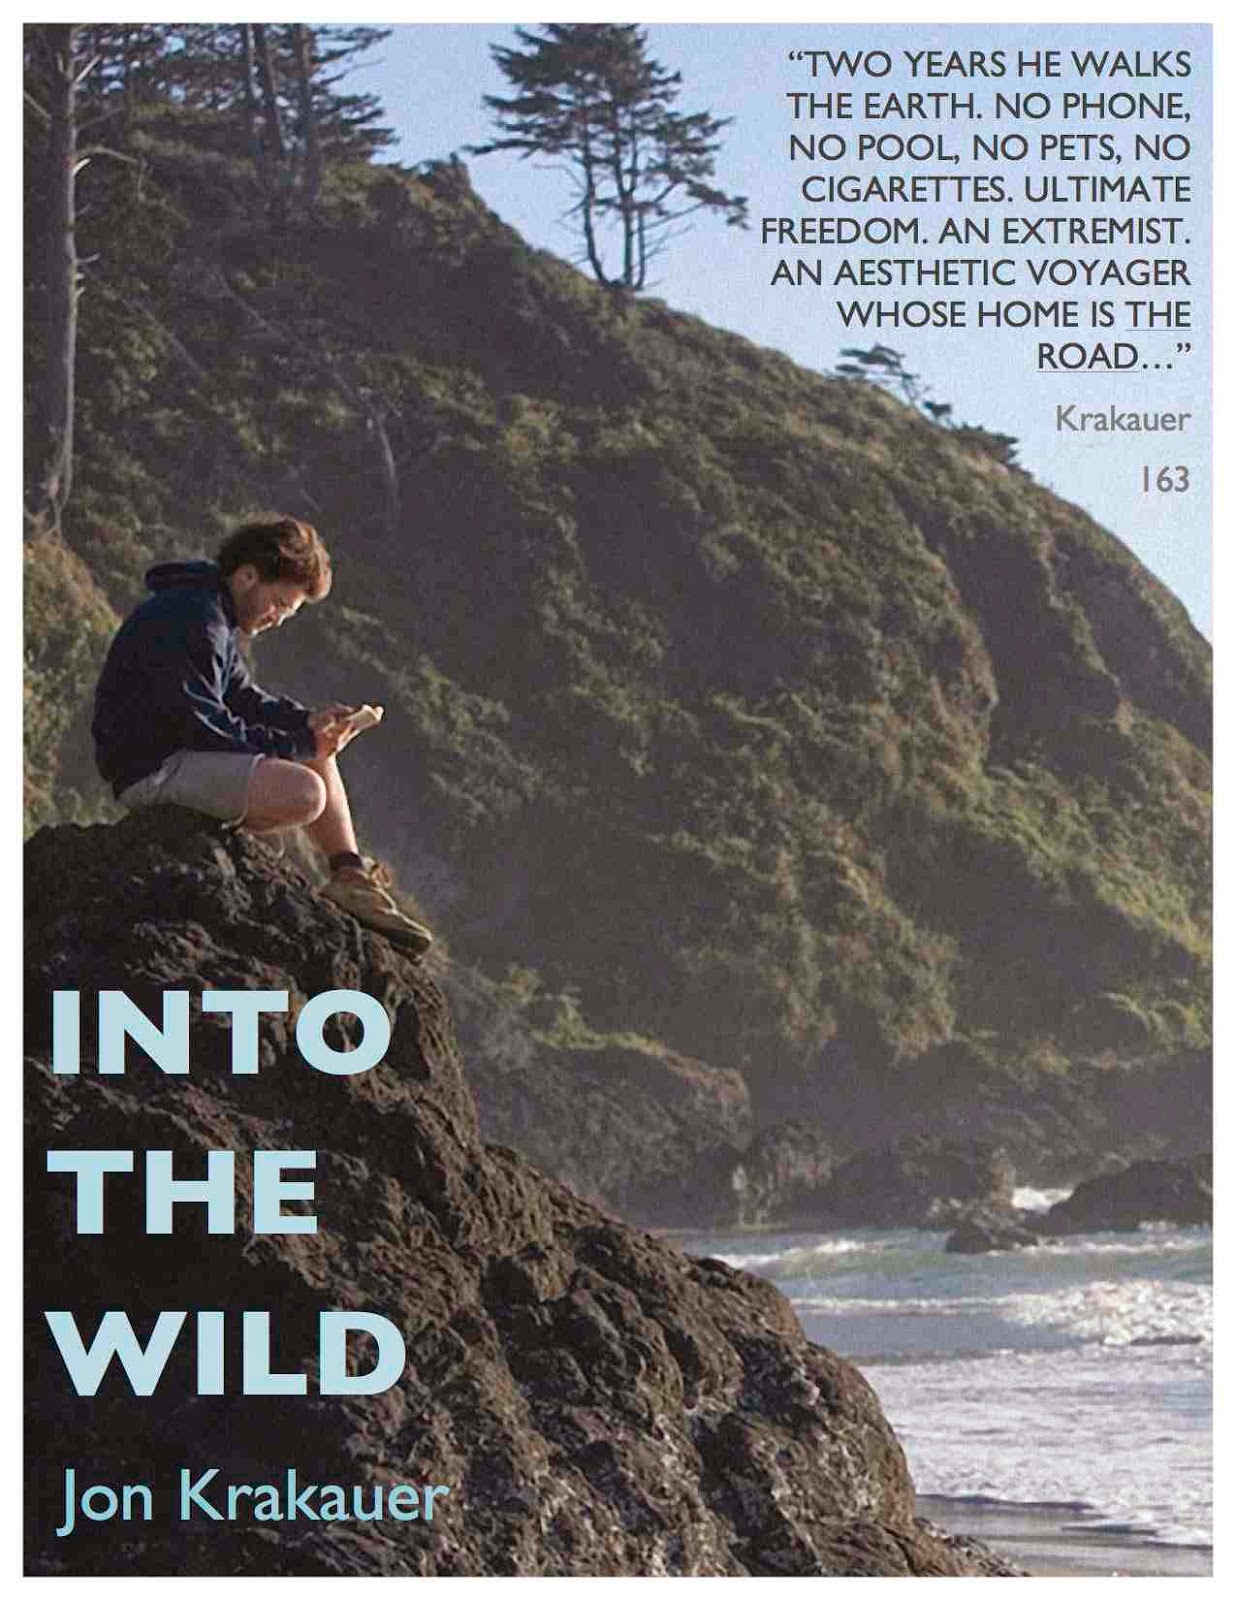 “TWO YEARS HE WALKS
THE EARTH. NO PHONE,
NO POOL, NO PETS, NO
CIGARETTES. ULTIMATE
FREEDOM. AN EXTREMIST.
AN AESTHETIC VOYAGER
WHOSE HOME IS THE
ROAD…”
Krakauer
163
INTO
THE
WILD
Jon Krakauer